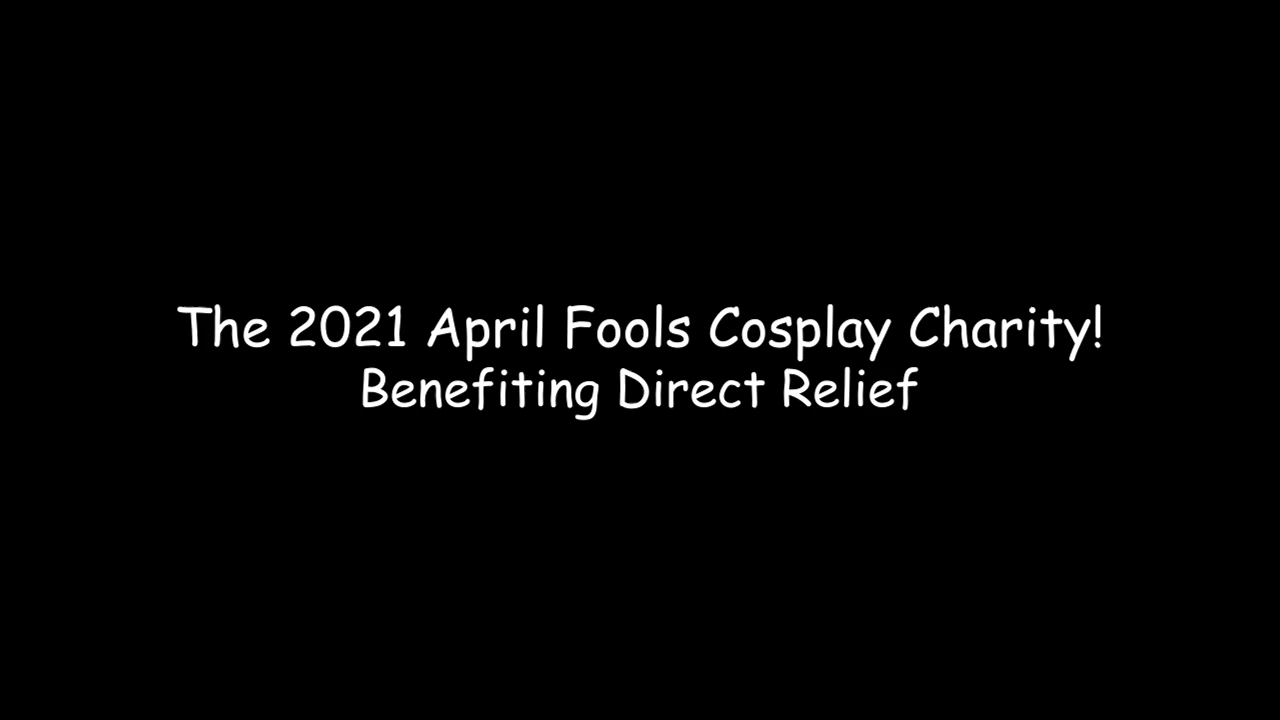 The 2021 April Fools Cosplay Charity!
Benefiting Direct Relief